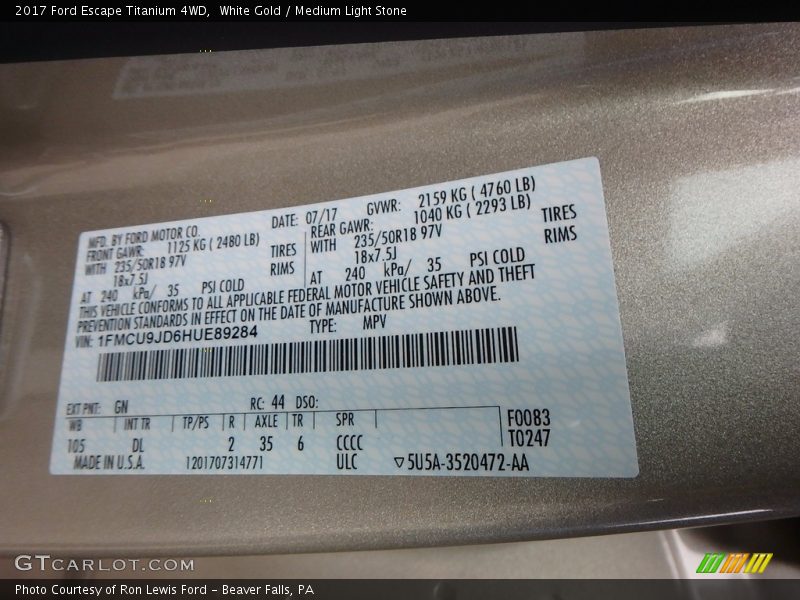 2017 Ford Escape Titanium 4WD,  White Gold / Medium Light Stone
MFD. BY FORD MOTOR CO. DATE: 07/17 GVWR: 2159 KG ( 4760 LB)
FRONT GAWR: 1125 KG ( 2480 LB) REAR GAWR: 1040 KG ( 2293 LB)
WITH 235/50R18 97V TIRES WITH 235/50R18 97V TIRES
18x7.5J RIMS 18x7.5J RIMS
AT 240 kPa/ 35 PSI COLD AT 240 kPa/ 35 PSI COLD
THIS VEHICLE CONFORMS TO ALL APPLICABLE FEDERAL MOTOR VEHICLE SAFETY AND THEFT
PREVENTION STANDARDS IN EFFECT ON THE DATE OF MANUFACTURE SHOWN ABOVE.
VIN: 1FMCU9JD6HUE89284 TYPE: MPV
EXT PNT: GN RC: 44 DSO:
WB INT TR TP/PS R AXLE TR SPR F0083
105 DL 2 35 6 CCCC T0247
MADE IN U.S.A. 1201707314771 ULC ▽5U5A-3520472-AA
GTCARLOT.COM
Photo Courtesy of Ron Lewis Ford – Beaver Falls, PA